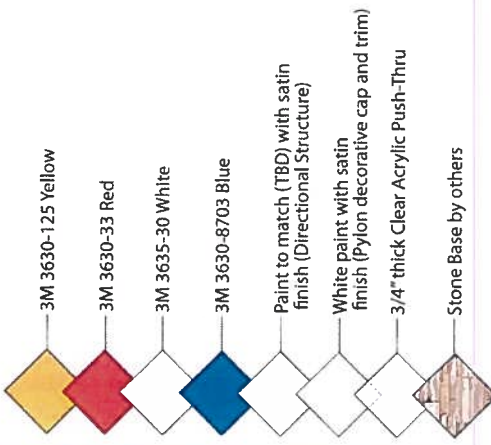 3M 3630-125 Yellow
3M 3630-33 Red
3M 3635-30 White
3M 3630-8703 Blue
Paint to match (TBD) with satin
finish (Directional Structure)
White paint with satin
finish (Pylon decorative cap and trim)
3/4" thick Clear Acrylic Push-Thru
Stone Base by others